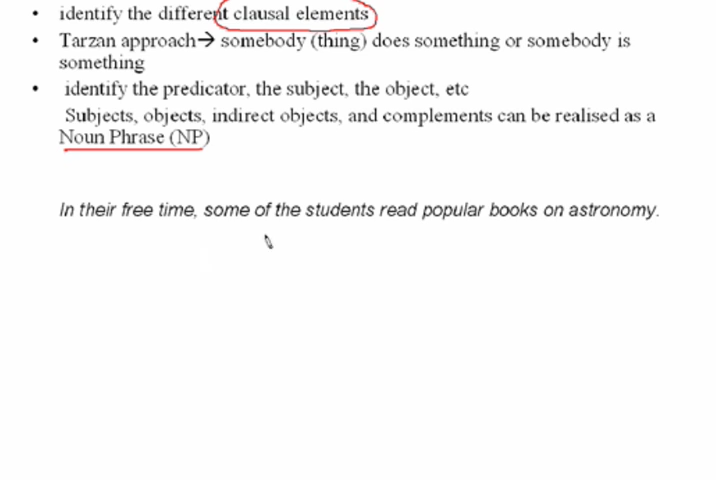 • identify the different clausal elements
• Tarzan approach→ somebody (thing) does something or somebody is
something
• identify the predicator, the subject, the object, etc
Subjects, objects, indirect objects, and complements can be realised as a
Noun Phrase (NP)
In their free time, some of the students read popular books on astronomy.